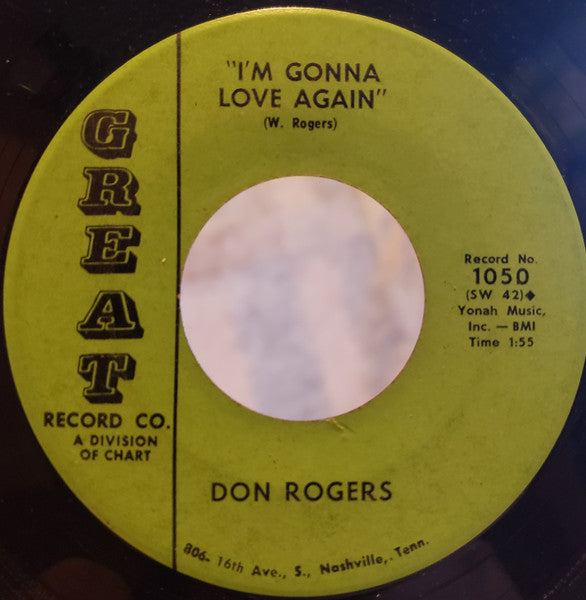 "I'M GONNA
LOVE AGAIN"
(W. Rogers)
GREAT
RECORD CO.
A DIVISION
OF CHART
Record No.
1050
(SW 42)◆
Yonah Music,
Inc. — BMI
Time 1:55
DON ROGERS
806- 16th Ave., S., Nashville, Tenn.